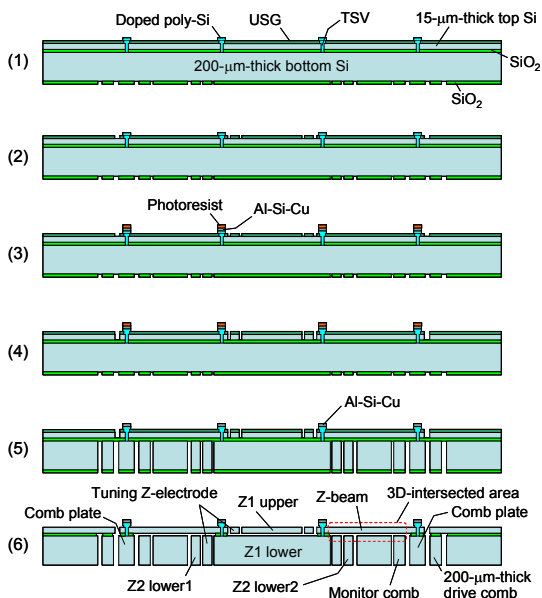 Doped poly-Si USG TSV 15-μm-thick top Si
(1) 200-μm-thick bottom Si SiO2
SiO2
(2)
Photoresist Al-Si-Cu
(3)
(4)
Al-Si-Cu
(5)
Tuning Z-electrode Z1 upper Z-beam 3D-intersected area
Comb plate Comb plate
(6) Z1 lower
Z2 lower1 Z2 lower2 Monitor comb 200-μm-thick
drive comb